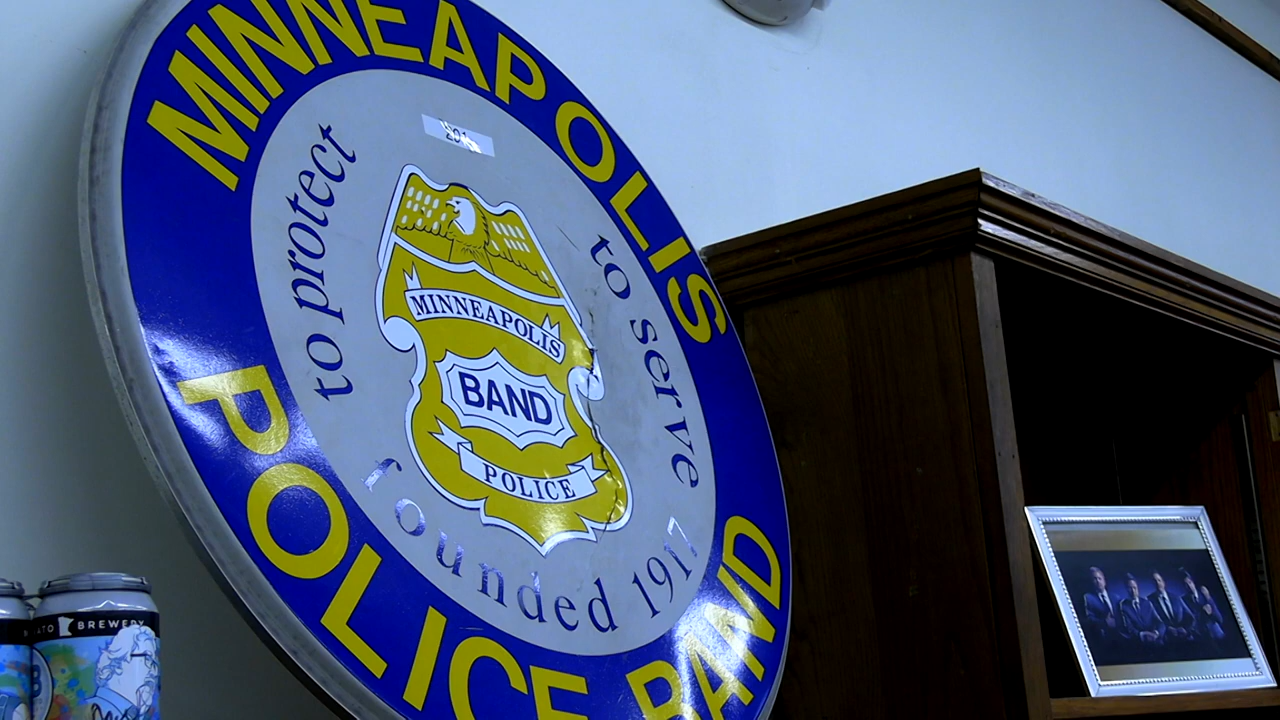 MINNEAPOLIS
to protect
to serve
MINNEAPOLIS
BAND
POLICE
founded 1917
POLICE BAND
BREWERY